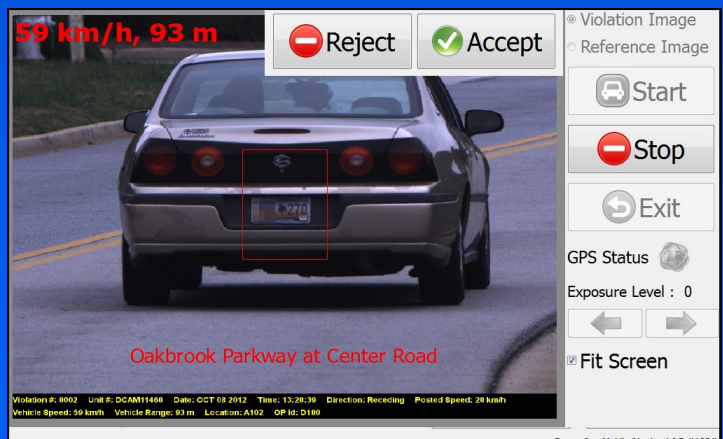 59 km/h, 93 m
Reject
Accept
Violation Image
Reference Image
Start
Stop
Exit
GPS Status
Exposure Level : 0
Fit Screen
270
Oakbrook Parkway at Center Road
Violation #: 0002 Unit #: DCAM11460 Date: OCT 08 2012 Time: 13:20:39 Direction: Receding Posted Speed: 20 km/h
Vehicle Speed: 59 km/h Vehicle Range: 93 m Location: A102 OP Id: D100